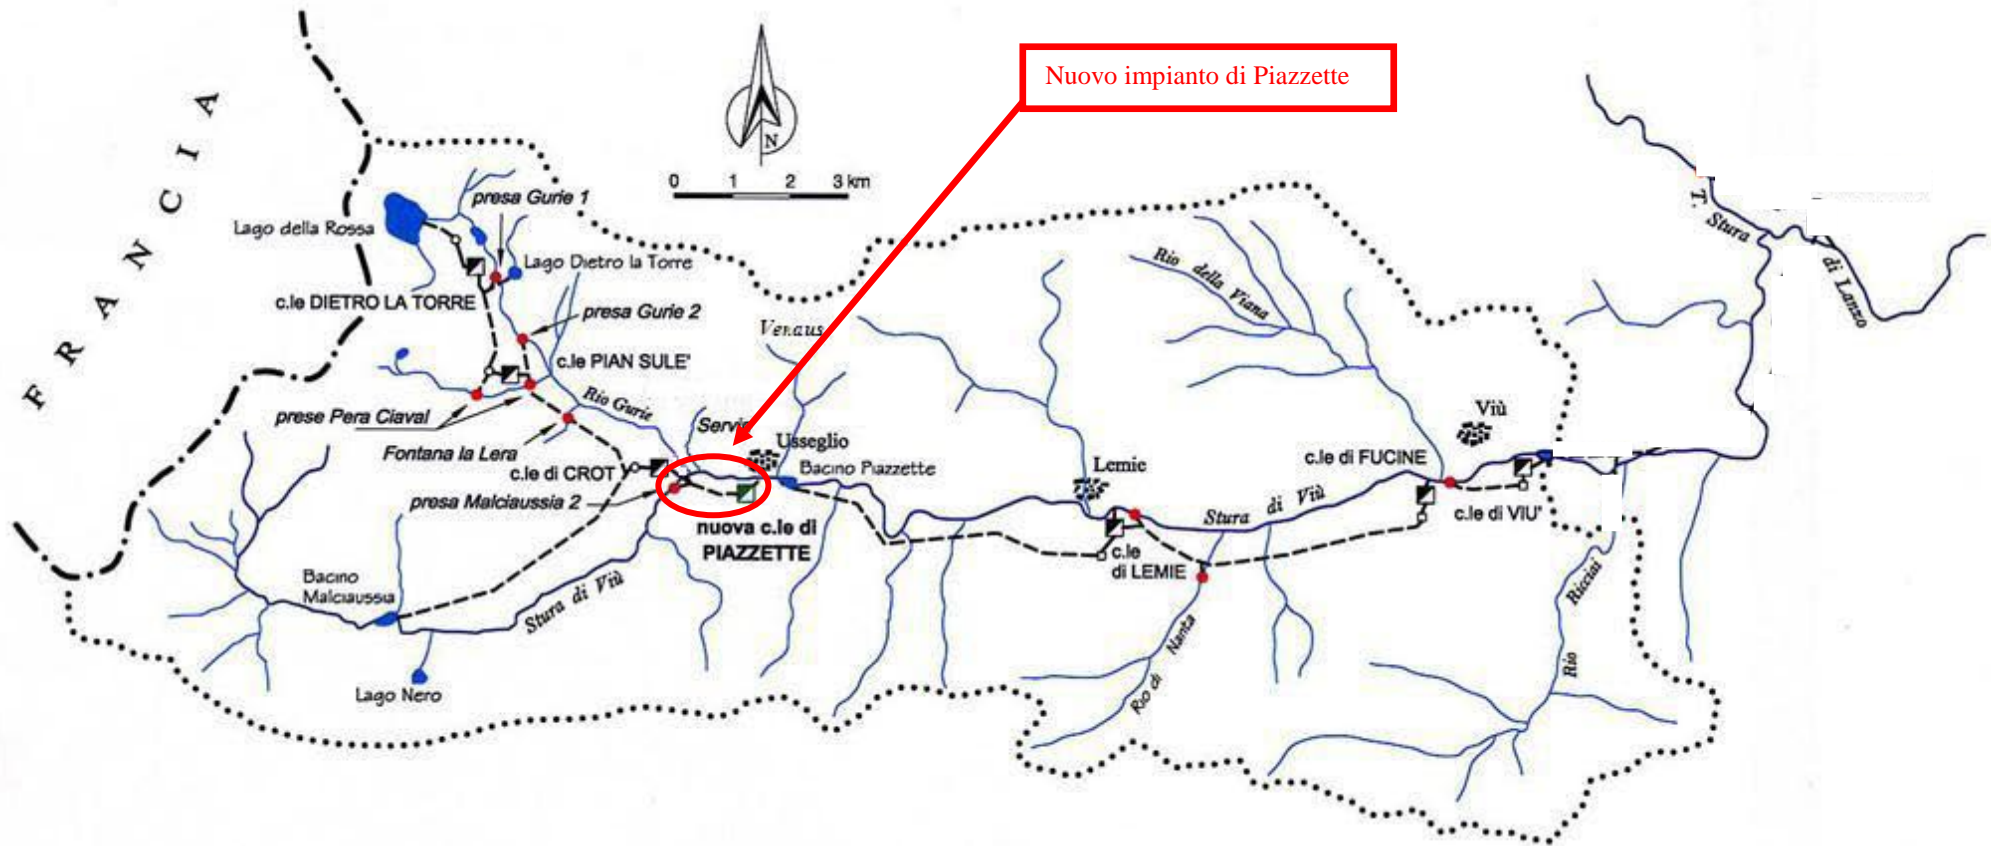 Nuovo impianto di Piazzette
FRANCIA
N
0 1 2 3 km
presa Gurie 1
Lago della Rossa
Lago Dietro la Torre
c.le DIETRO LA TORRE
presa Gurie 2
Venaus
c.le PIAN SULE'
prese Pera Ciaval
Rio Gurie
Fontana la Lera
c.le di CROT
presa Malciaussia 2
Usseglio
Bacino Piazzette
nuova c.le di
PIAZZETTE
Bacino
Malciaussia
Stura di Viù
Lago Nero
Rio della Viana
Lemie
c.le
di LEMIE
Stura di Viù
c.le di FUCINE
Viù
c.le di VIU'
Rio di Nanta
Rio Ricciai
T. Stura di Lanzo